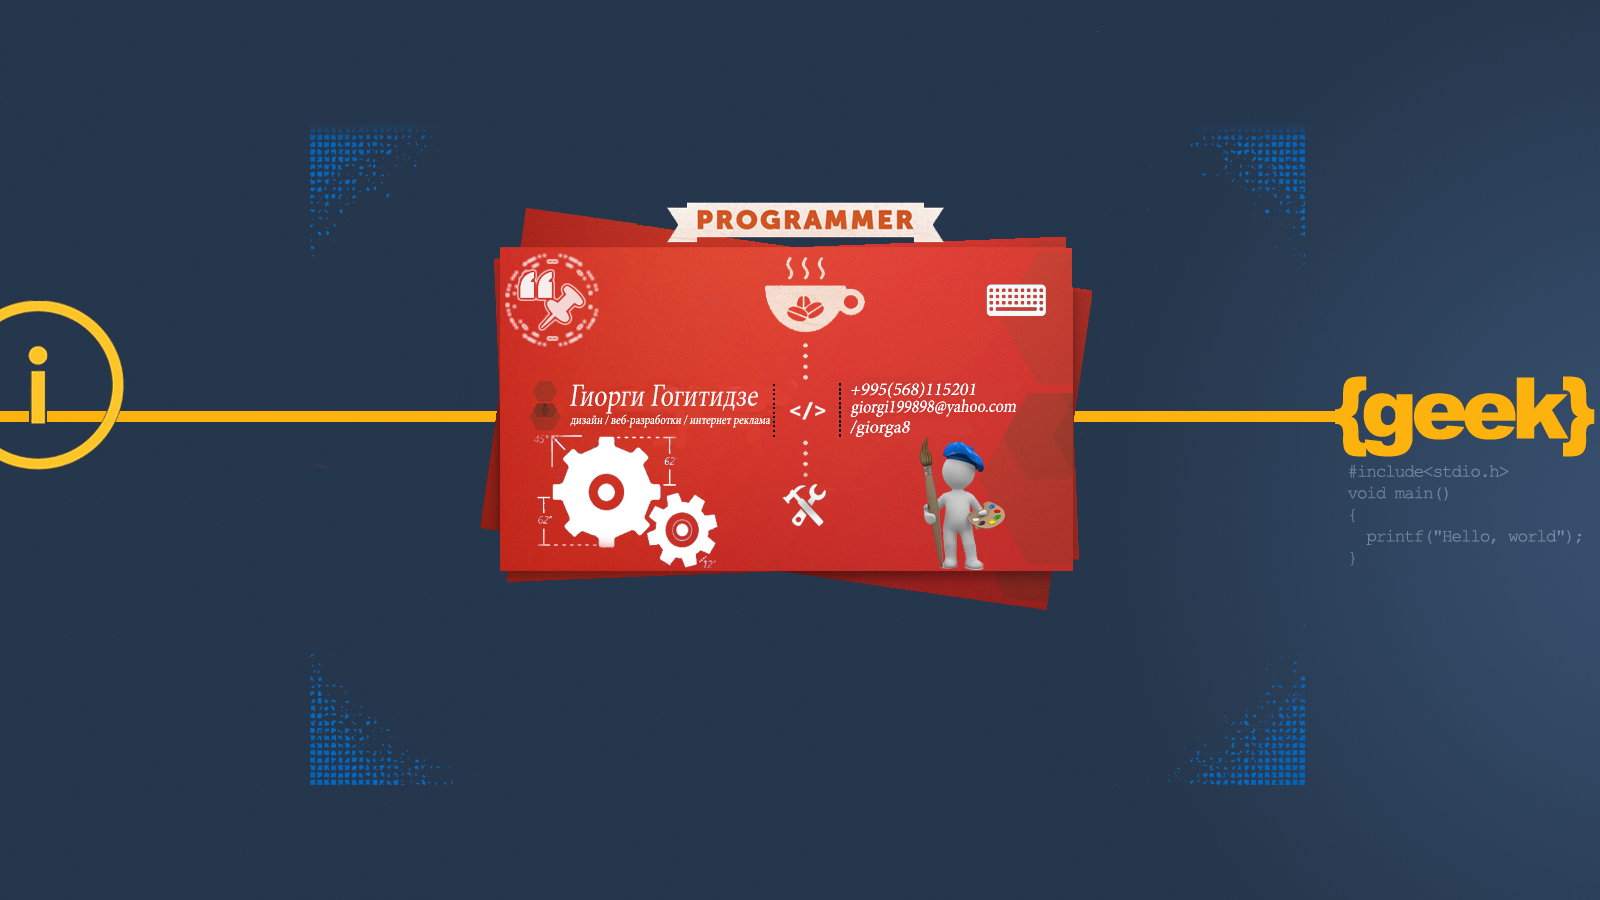 PROGRAMMER
i
Гиорги Гогитидзе
дизайн / веб-разработки / интернет реклама
</>
+995(568)115201
giorgi199898@yahoo.com
/giorga8
45°
62"
62"
12"
{geek}
#include<stdio.h>
void main()
{
printf("Hello, world");
}